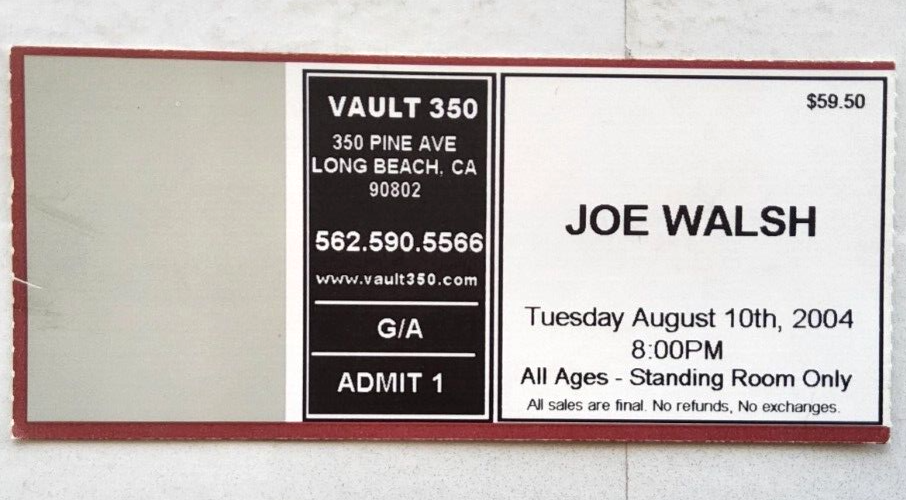 VAULT 350
350 PINE AVE
LONG BEACH, CA
90802
562.590.5566
www.vault350.com
G/A
ADMIT 1
$59.50
JOE WALSH
Tuesday August 10th, 2004
8:00PM
All Ages - Standing Room Only
All sales are final. No refunds, No exchanges.